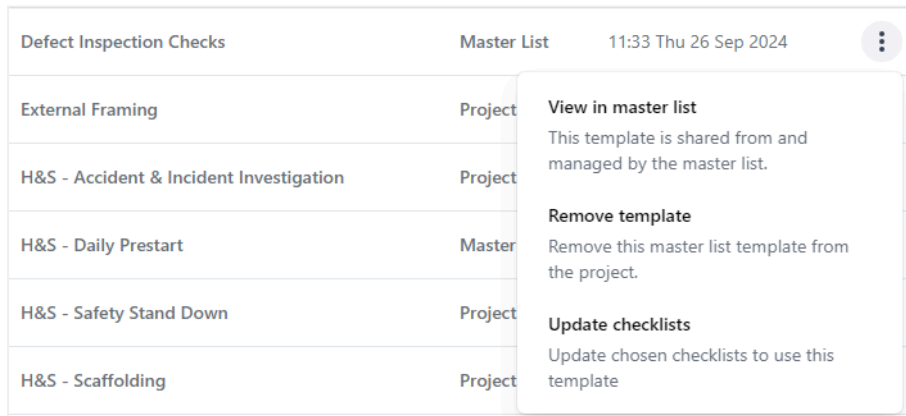 Defect Inspection Checks Master List 11:33 Thu 26 Sep 2024
External Framing Project
View in master list
This template is shared from and
managed by the master list.
H&S - Accident & Incident Investigation Project
Remove template
H&S - Daily Prestart Master
Remove this master list template from
the project.
H&S - Safety Stand Down Project
Update checklists
Update chosen checklists to use this
template
H&S - Scaffolding Project